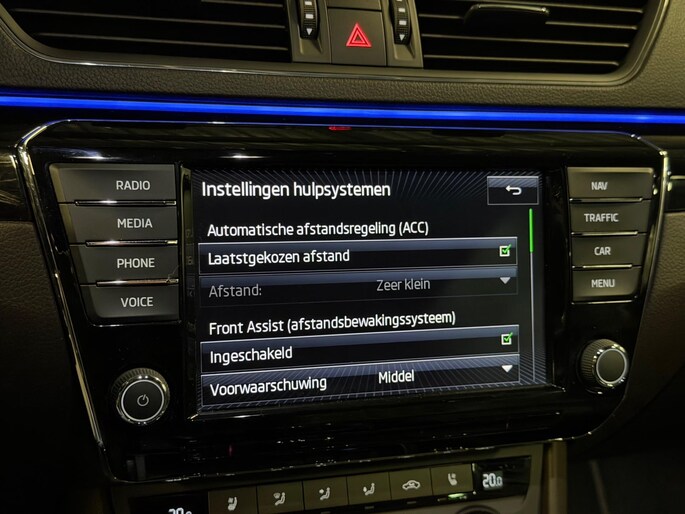 Instellingen hulpsystemen
Automatische afstandsregeling (ACC)
Laatstgekozen afstand
Afstand: Zeer klein
Front Assist (afstandsbewakingssysteem)
Ingeschakeld
Voorwaarschuwing Middel
RADIO
MEDIA
PHONE
VOICE
NAV
TRAFFIC
CAR
MENU
20.0